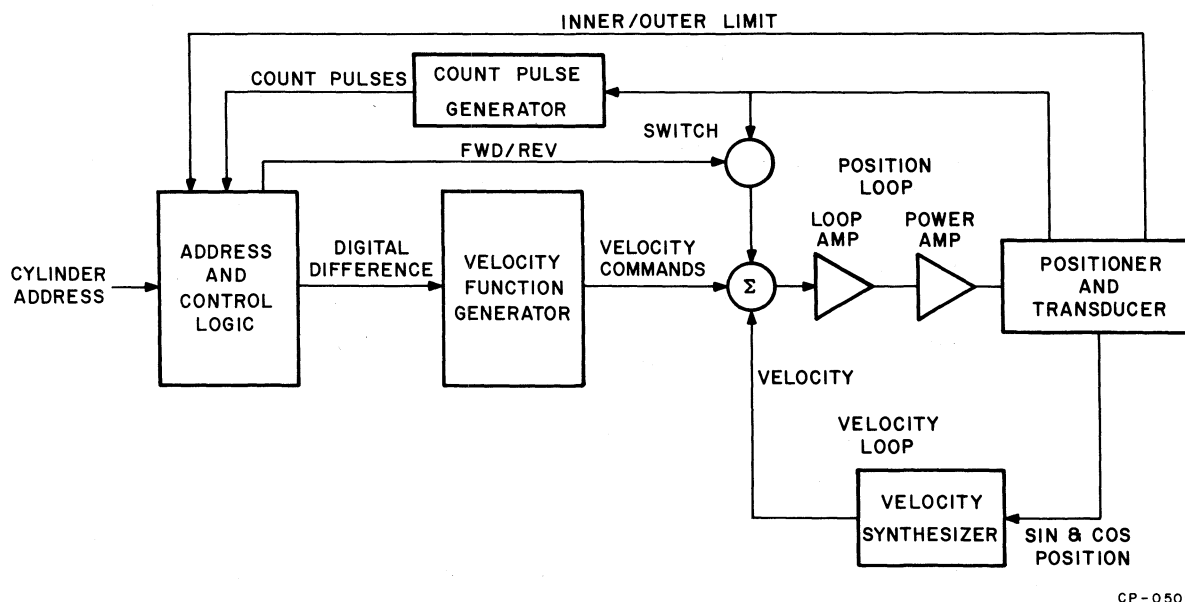 INNER/OUTER LIMIT
COUNT PULSES
COUNT PULSE
GENERATOR
SWITCH
FWD/REV
POSITION
LOOP
LOOP
AMP
POWER
AMP
CYLINDER
ADDRESS
ADDRESS
AND
CONTROL
LOGIC
DIGITAL
DIFFERENCE
VELOCITY
FUNCTION
GENERATOR
VELOCITY
COMMANDS
Σ
POSITIONER
AND
TRANSDUCER
VELOCITY
VELOCITY
LOOP
VELOCITY
SYNTHESIZER
SIN & COS
POSITION